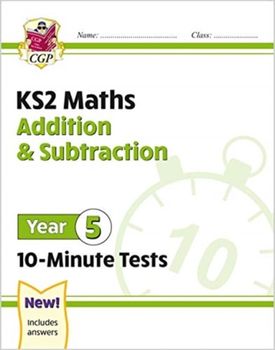 CGP
Name: ........................................ Class: ........................
KS2 Maths
Addition
& Subtraction
Year 5
10
10-Minute Tests
New!
Includes
answers